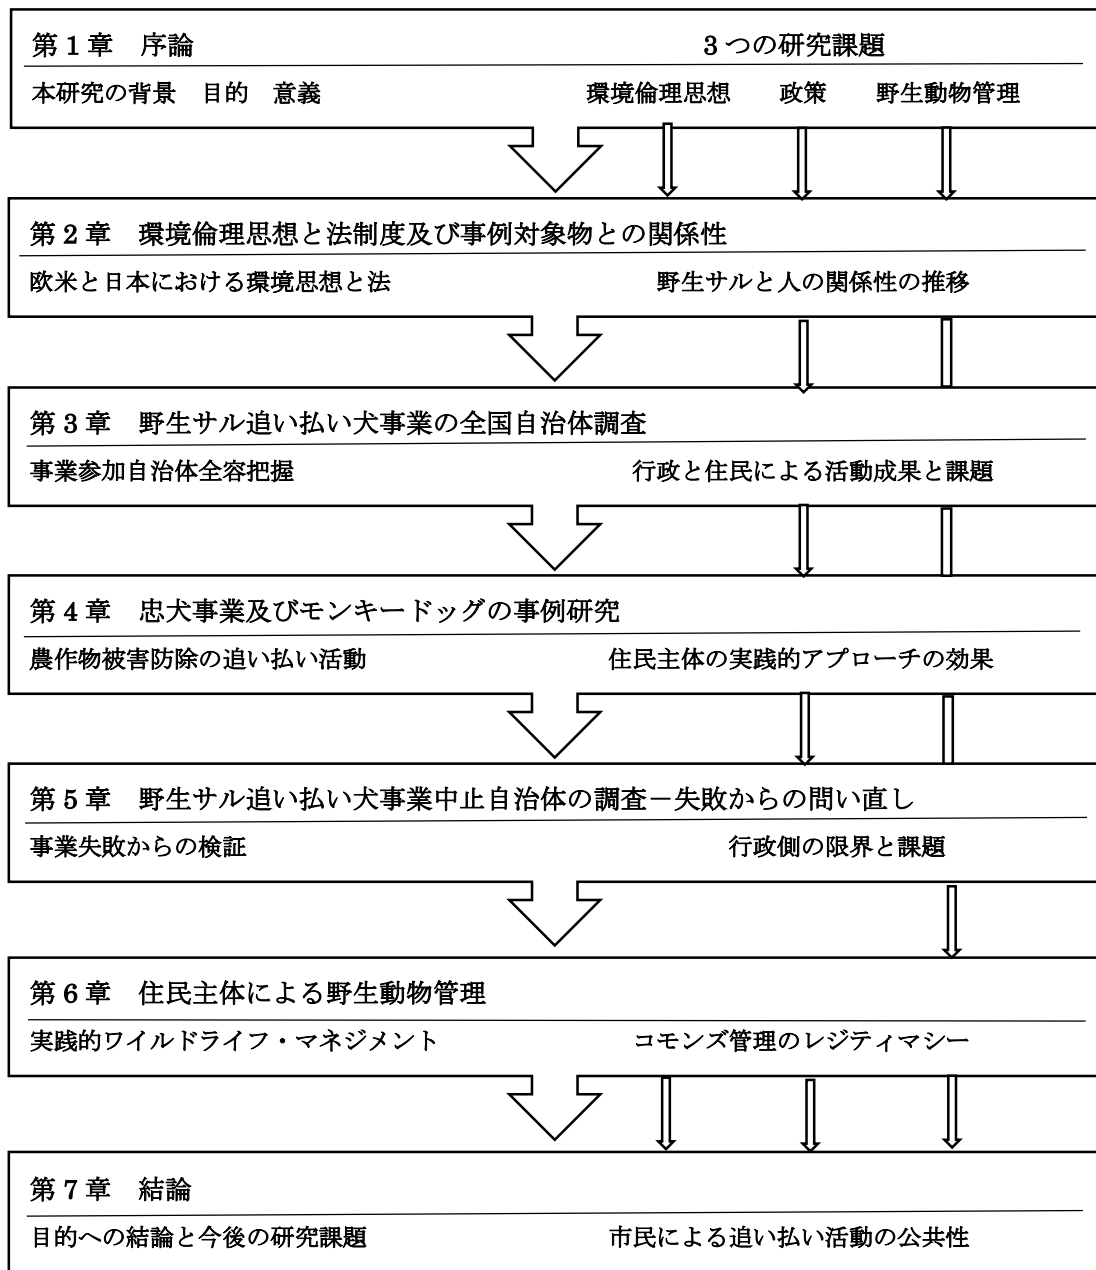 第1章　序論　3つの研究課題
本研究の背景　目的　意義　環境倫理思想　政策　野生動物管理
第2章　環境倫理思想と法制度及び事例対象物との関係性
欧米と日本における環境思想と法　野生サルと人の関係性の推移
第3章　野生サル追い払い犬事業の全国自治体調査
事業参加自治体全容把握　行政と住民による活動成果と課題
第4章　忠犬事業及びモンキードッグの事例研究
農作物被害防除の追い払い活動　住民主体の実践的アプローチの効果
第5章　野生サル追い払い犬事業中止自治体の調査－失敗からの問い直し
事業失敗からの検証　行政側の限界と課題
第6章　住民主体による野生動物管理
実践的ワイルドライフ・マネジメント　コモンズ管理のレジティマシー
第7章　結論
目的への結論と今後の研究課題　市民による追い払い活動の公共性